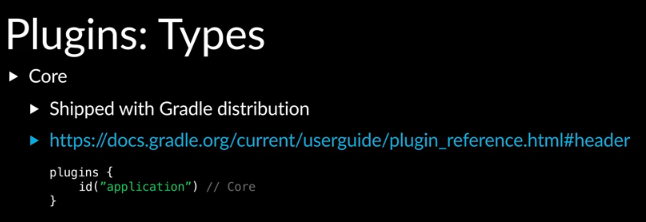 Plugins: Types
Core
Shipped with Gradle distribution
https://docs.gradle.org/current/userguide/plugin_reference.html#header
plugins {
    id(”application”) // Core
}